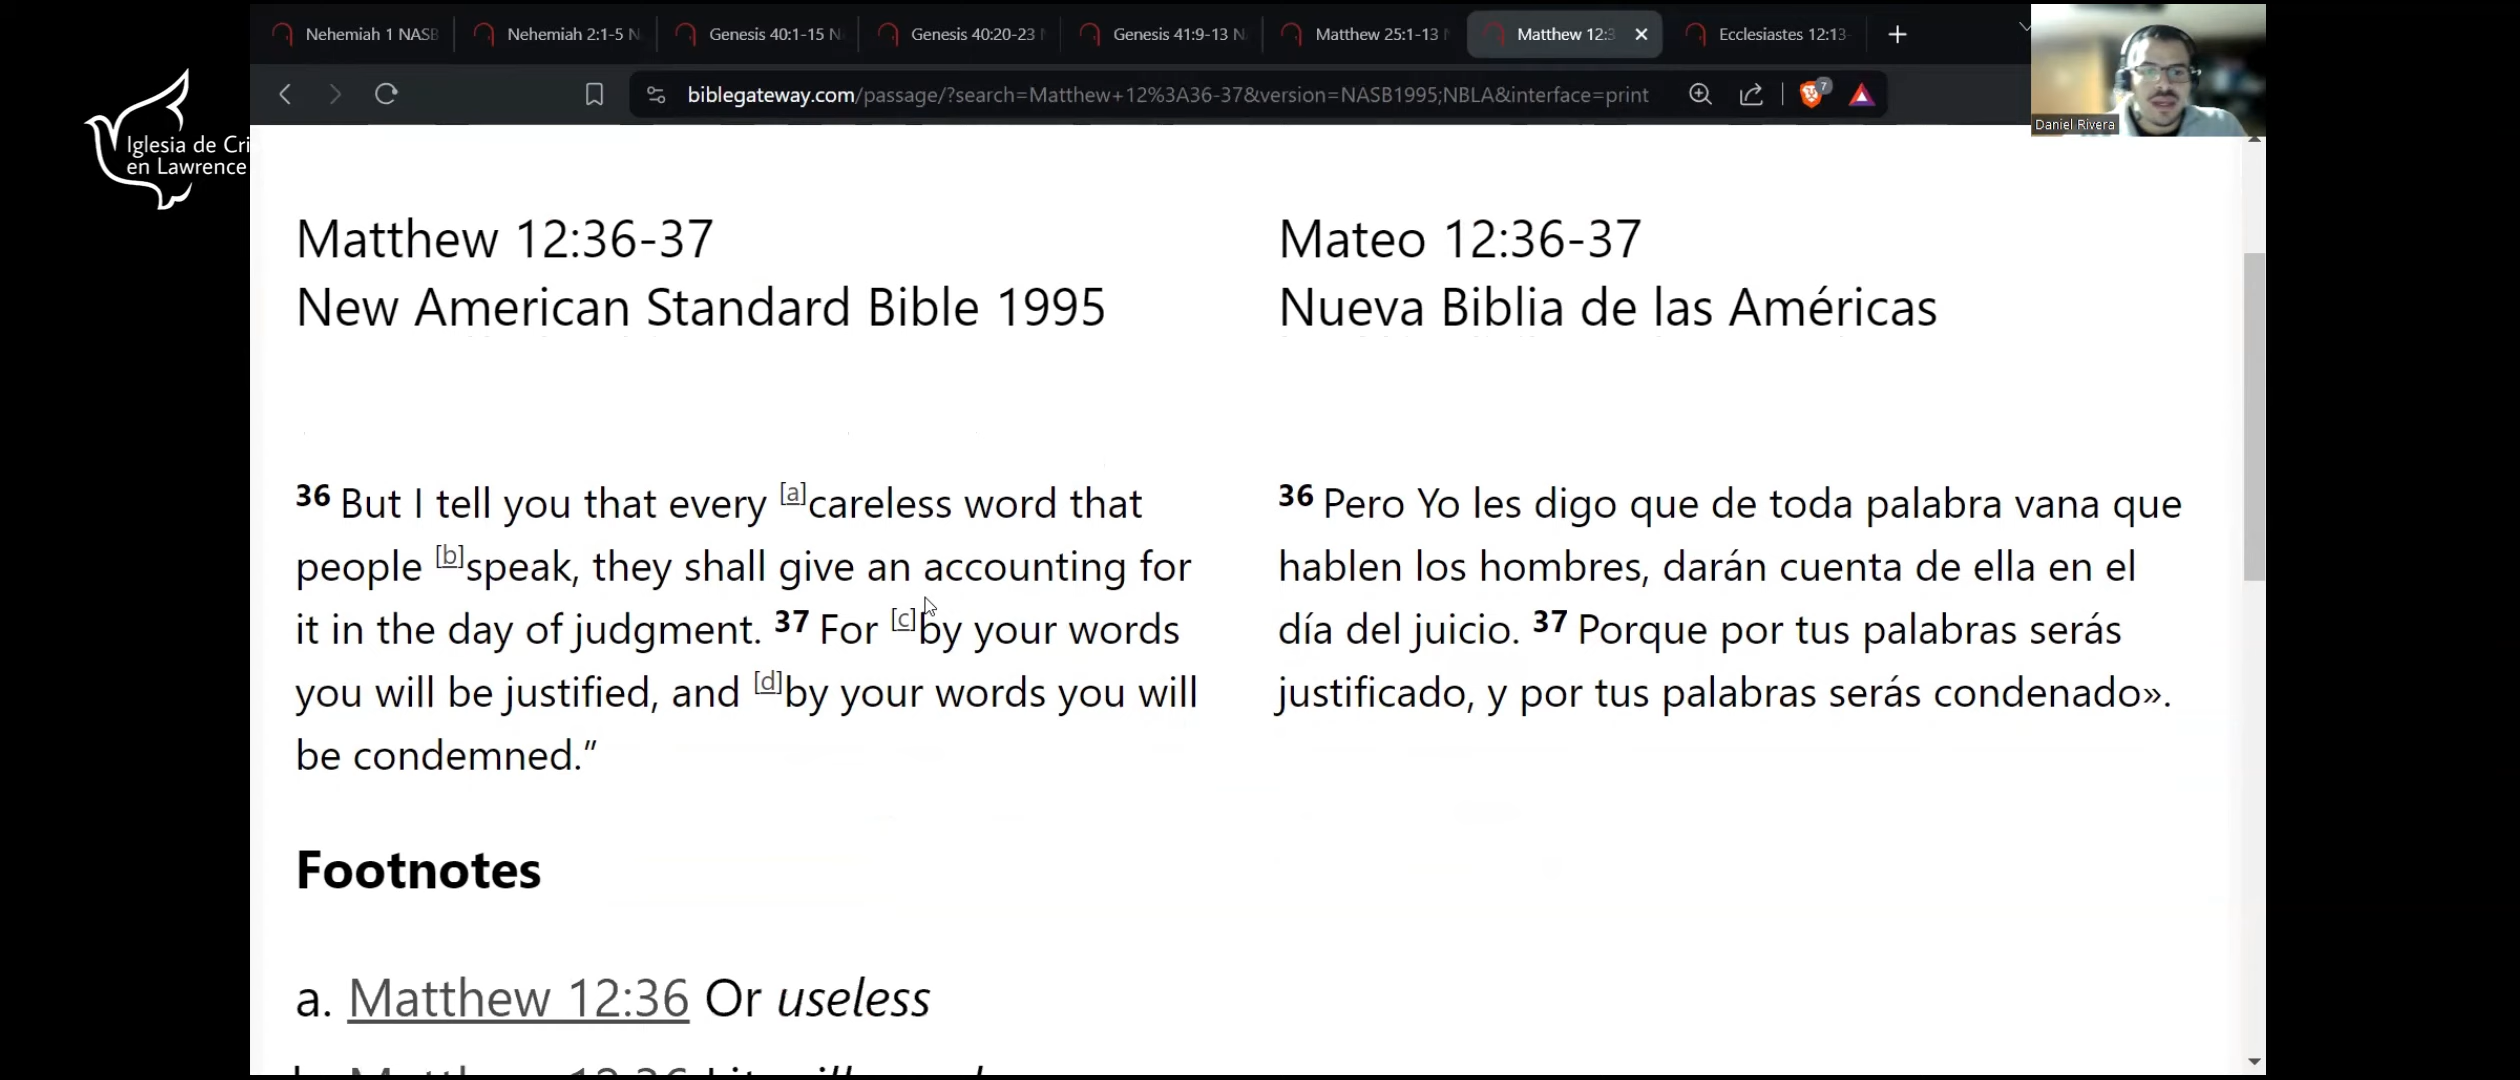 Nehemiah 1 NASB
Nehemiah 2:1-5 N
Genesis 40:1-15 N
Genesis 40:20-23
Genesis 41:9-13 N
Matthew 25:1-13
Matthew 12:3
Ecclesiastes 12:13-
biblegateway.com/passage/?search=Matthew+12%3A36-37&version=NASB1995;NBLA&interface=print
7
Daniel Rivera
Iglesia de Cri
en Lawrence
Matthew 12:36-37
New American Standard Bible 1995
36 But I tell you that every [a]careless word that
people [b]speak, they shall give an accounting for
it in the day of judgment. 37 For [c]by your words
you will be justified, and [d]by your words you will
be condemned.”
Footnotes
a. Matthew 12:36 Or useless
Mateo 12:36-37
Nueva Biblia de las Américas
36 Pero Yo les digo que de toda palabra vana que
hablen los hombres, darán cuenta de ella en el
día del juicio. 37 Porque por tus palabras serás
justificado, y por tus palabras serás condenado».